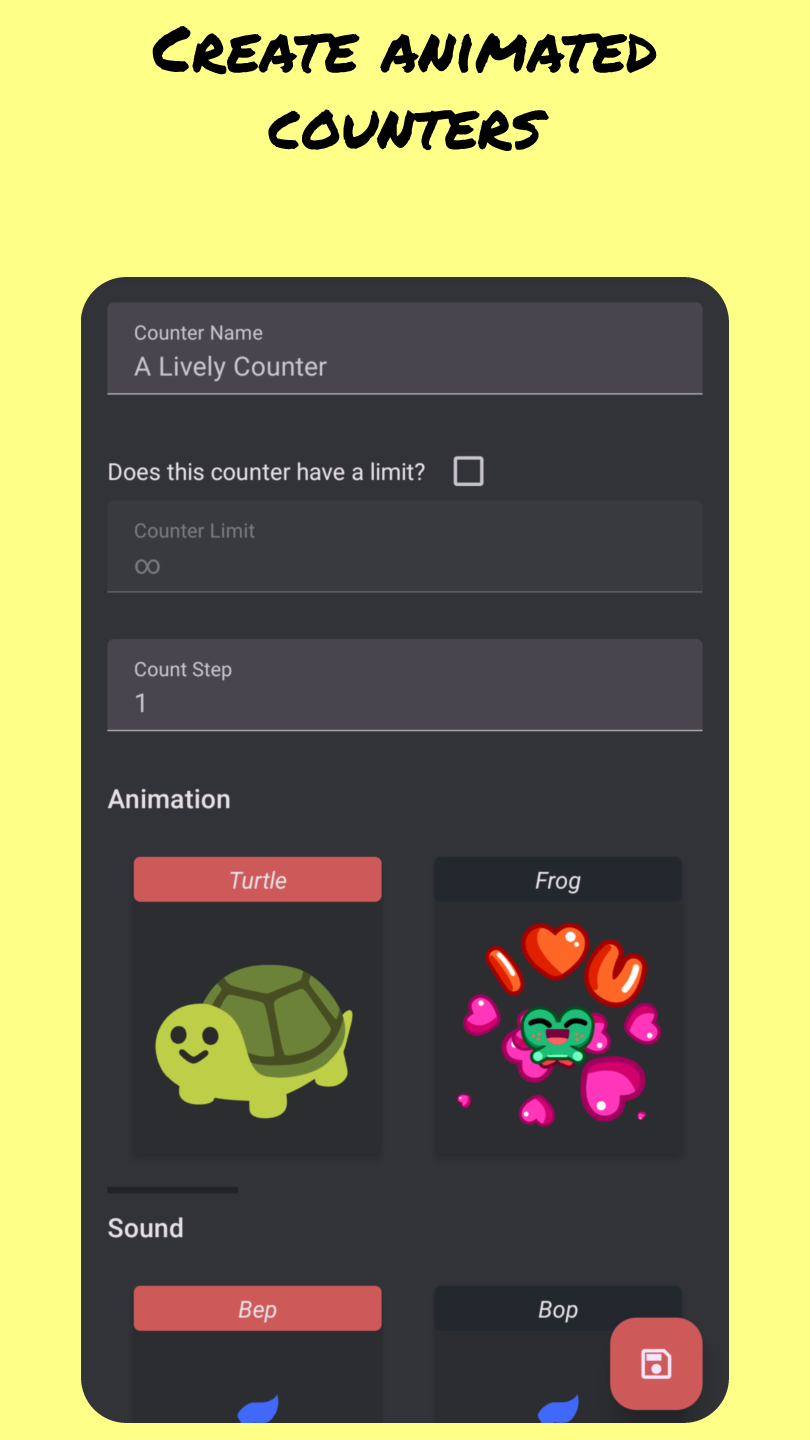 CREATE ANIMATED
COUNTERS
Counter Name
A Lively Counter
Does this counter have a limit?
Counter Limit
∞
Count Step
1
Animation
Turtle
Frog
I U
Sound
Bep
Bop